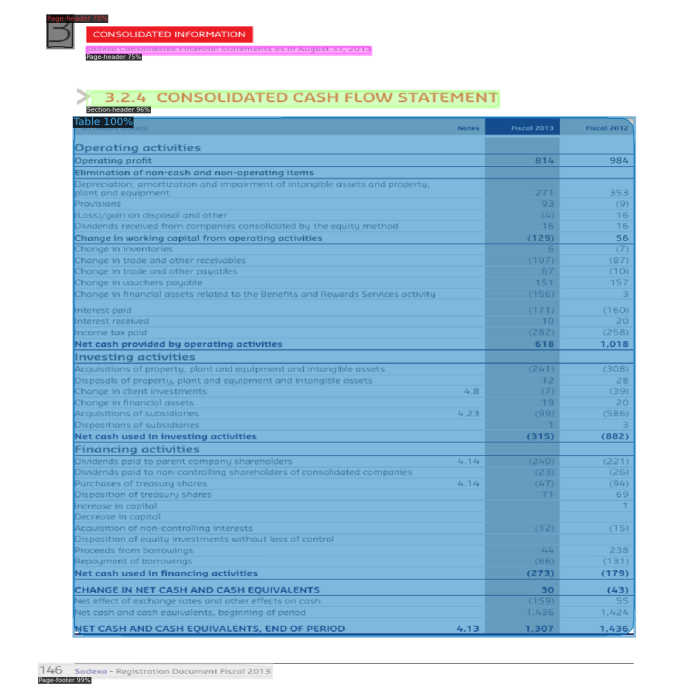 Page-header 78%
3
CONSOLIDATED INFORMATION
Sodexo Consolidated Financial Statements as of August 31, 2013
Page-header 75%
3.2.4 CONSOLIDATED CASH FLOW STATEMENT
Section-header 96%
Table 100%
Notes Fiscal 2013 Fiscal 2012
Operating activities
Operating profit 814 984
Elimination of non-cash and non-operating items
Depreciation, amortization and impairment of intangible assets and property,
plant and equipment 271 353
Provisions 93 (9)
(Loss)/gain on disposal and other (4) 16
Dividends received from companies consolidated by the equity method 16 16
Change in working capital from operating activities (129) 56
Change in inventories 6 (7)
Change in trade and other receivables (197) (87)
Change in trade and other payables 67 (10)
Change in vouchers payable 151 157
Change in financial assets related to the Benefits and Rewards Services activity (156) 3
Interest paid (171) (160)
Interest received 10 20
Income tax paid (282) (258)
Net cash provided by operating activities 618 1,018
Investing activities
Acquisitions of property, plant and equipment and intangible assets (241) (308)
Disposals of property, plant and equipment and intangible assets 12 28
Change in client investments 4.8 (7) (39)
Change in financial assets 19 20
Acquisitions of subsidiaries 4.23 (99) (586)
Dispositions of subsidiaries 1 3
Net cash used in investing activities (315) (882)
Financing activities
Dividends paid to parent company shareholders 4.14 (240) (221)
Dividends paid to non-controlling shareholders of consolidated companies (23) (26)
Purchases of treasury shares 4.14 (47) (94)
Disposition of treasury shares 71 69
Increase in capital 1
Decrease in capital
Acquisition of non-controlling interests (12) (15)
Disposition of equity investments without loss of control
Proceeds from borrowings 44 238
Repayment of borrowings (66) (131)
Net cash used in financing activities (273) (179)
CHANGE IN NET CASH AND CASH EQUIVALENTS 30 (43)
Net effect of exchange rates and other effects on cash (159) 55
Net cash and cash equivalents, beginning of period 1,436 1,424
NET CASH AND CASH EQUIVALENTS, END OF PERIOD 4.13 1,307 1,436
146 Sodexo - Registration Document Fiscal 2013
Page-footer 99%